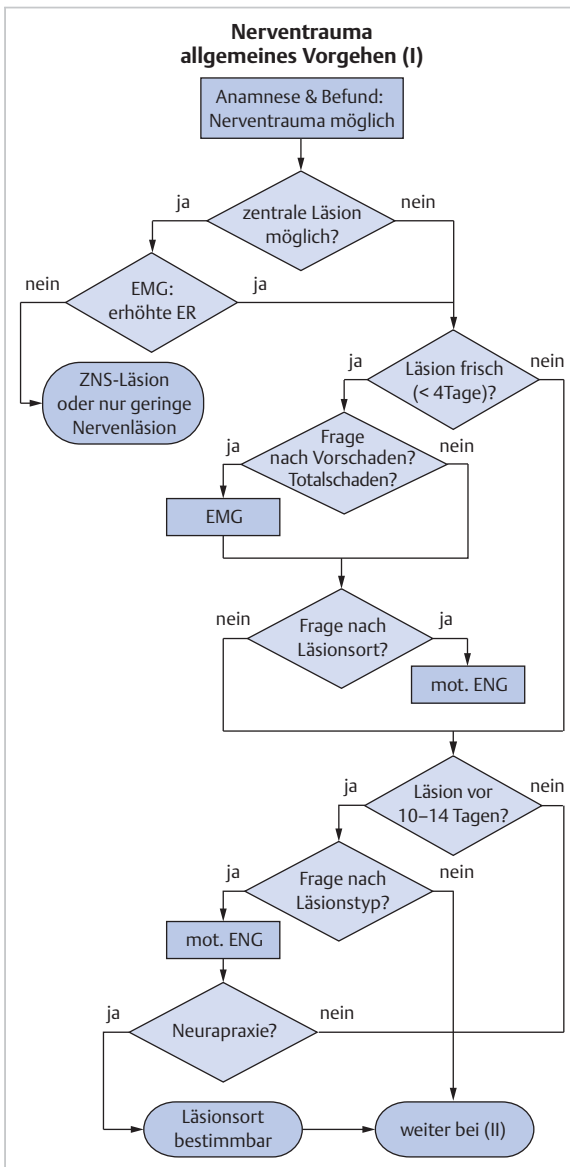 Nerventrauma
allgemeines Vorgehen (I)
Anamnese & Befund:
Nerventrauma möglich
ja
nein
zentrale Läsion
möglich?
nein
EMG:
erhöhte ER
ja
ZNS-Läsion
oder nur geringe
Nervenläsion
ja
Läsion frisch
(< 4Tage)?
nein
ja
Frage
nach Vorschaden?
Totalschaden?
nein
EMG
nein
Frage nach
Läsionsort?
ja
mot. ENG
ja
Läsion vor
10–14 Tagen?
nein
ja
Frage nach
Läsionstyp?
nein
mot. ENG
ja
Neurapraxie?
nein
Läsionsort
bestimmbar
weiter bei (II)